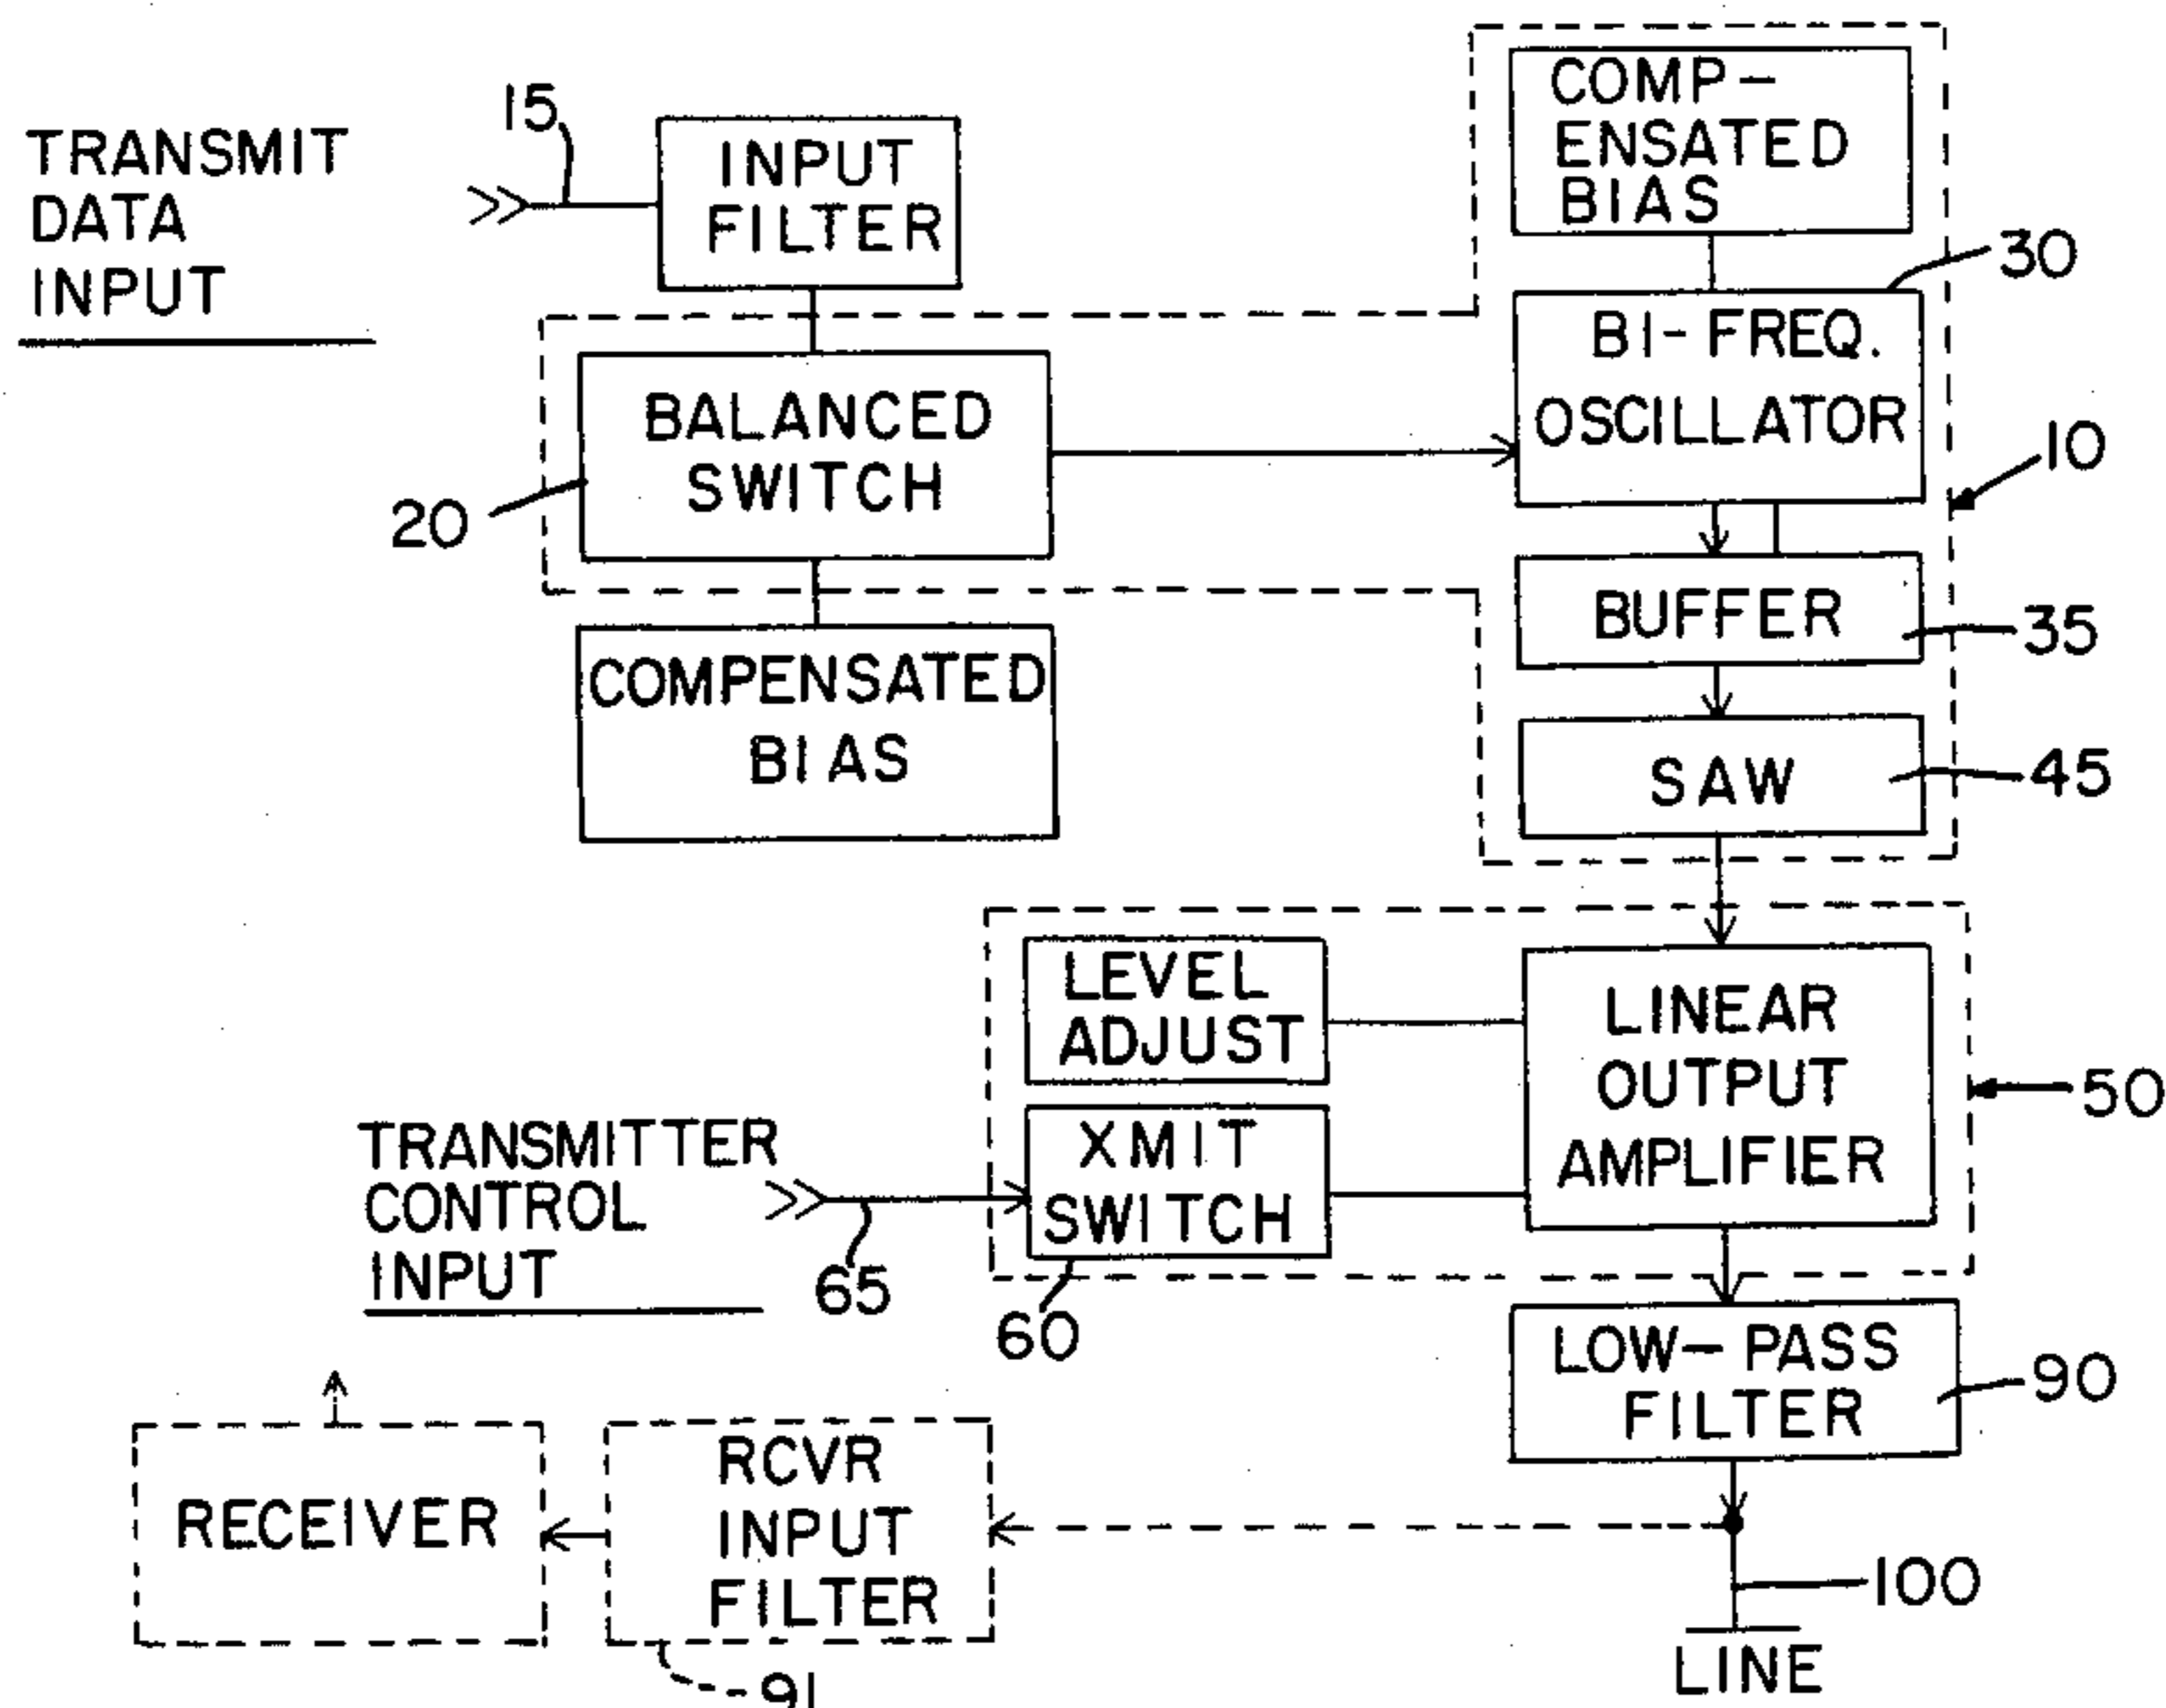 TRANSMIT
DATA
INPUT
15
INPUT
FILTER
COMP-
ENSATED
BIAS
30
BI-FREQ.
OSCILLATOR
10
BALANCED
SWITCH
20
BUFFER
35
COMPENSATED
BIAS
SAW
45
LEVEL
ADJUST
LINEAR
OUTPUT
AMPLIFIER
50
TRANSMITTER
CONTROL
INPUT
65
XMIT
SWITCH
60
LOW-PASS
FILTER
90
RECEIVER
RCVR
INPUT
FILTER
91
100
LINE